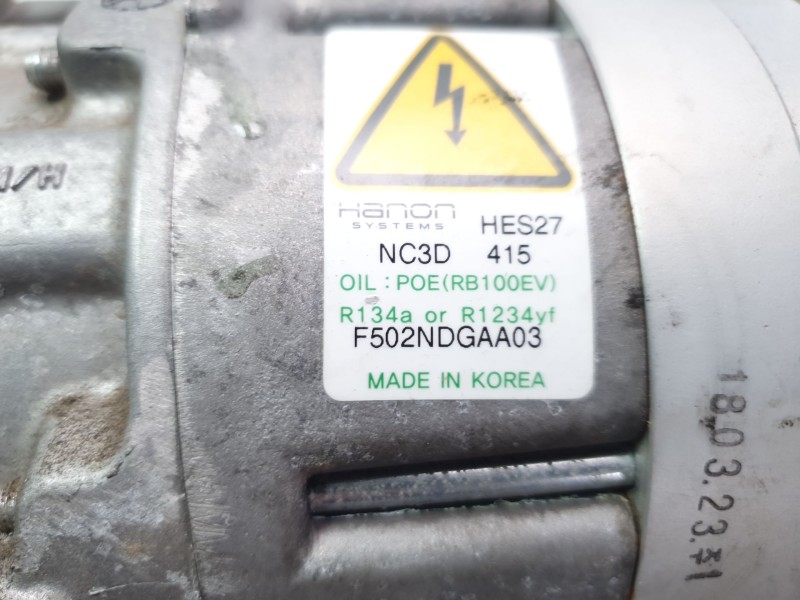 Hanon
SYSTEMS
HES27
NC3D 415
OIL : POE(RB100EV)
R134a or R1234yf
F502NDGAA03
MADE IN KOREA
18.03.23.
/H